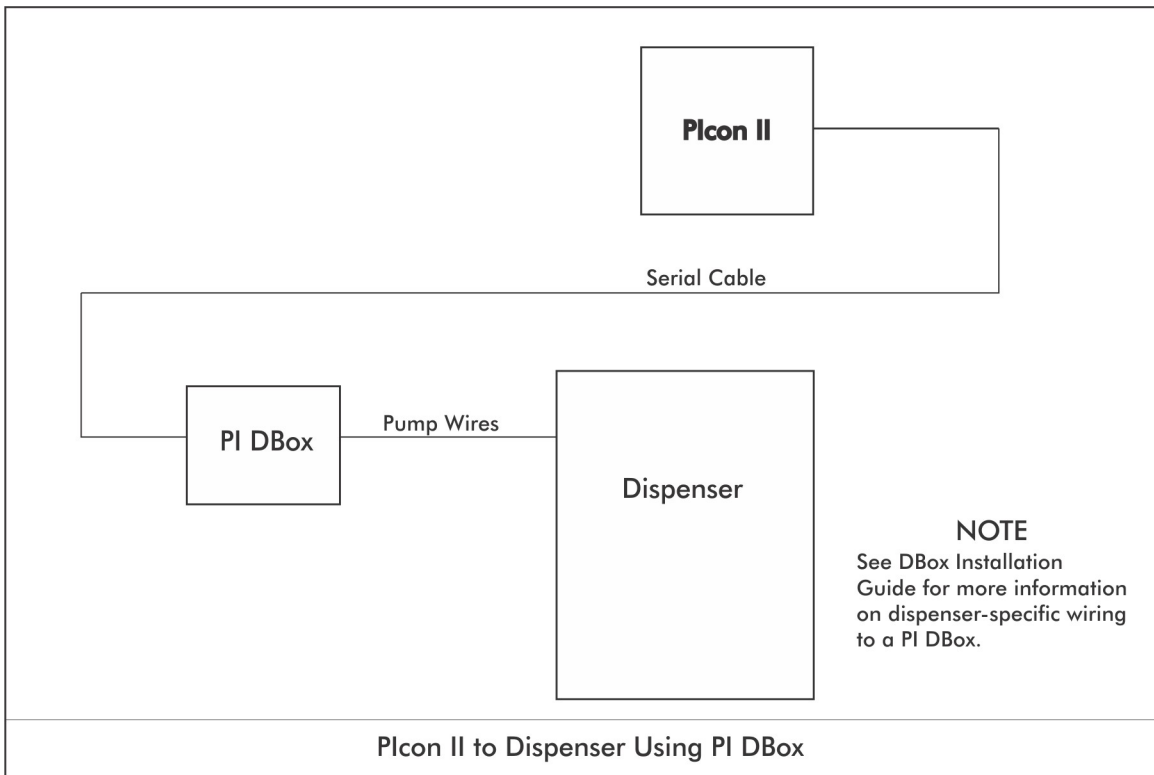 PIcon II
Serial Cable
PI DBox
Pump Wires
Dispenser
NOTE
See DBox Installation
Guide for more information
on dispenser-specific wiring
to a PI DBox.
PIcon II to Dispenser Using PI DBox